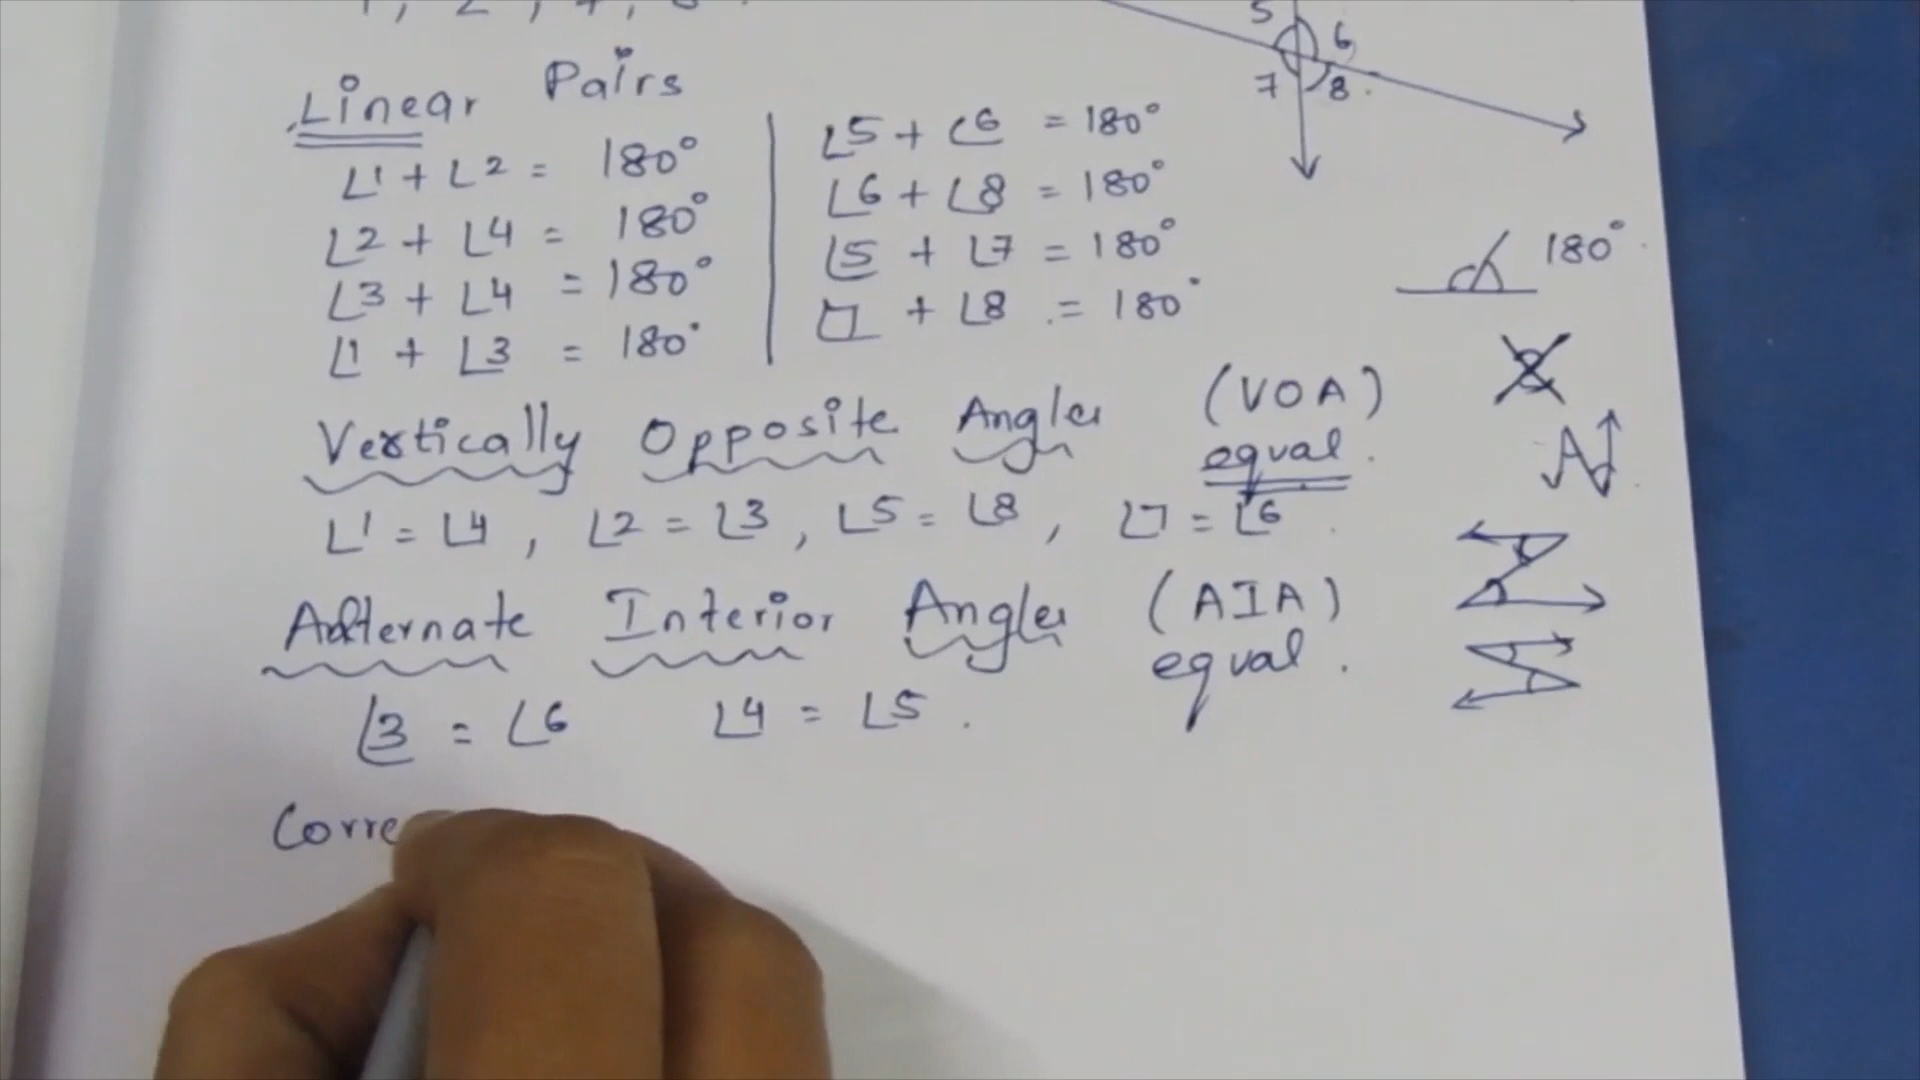 5
6
7
8
Linear Pairs
∠1 + ∠2 = 180°
∠2 + ∠4 = 180°
∠3 + ∠4 = 180°
∠1 + ∠3 = 180°
∠5 + ∠6 = 180°
∠6 + ∠8 = 180°
∠5 + ∠7 = 180°
∠7 + ∠8 = 180°
180°
Vertically Opposite Angles (VOA)
equal.
∠1 = ∠4, ∠2 = ∠3, ∠5 = ∠8, ∠7 = ∠6.
Alternate Interior Angles (AIA)
equal.
∠3 = ∠6 ∠4 = ∠5.
Corre